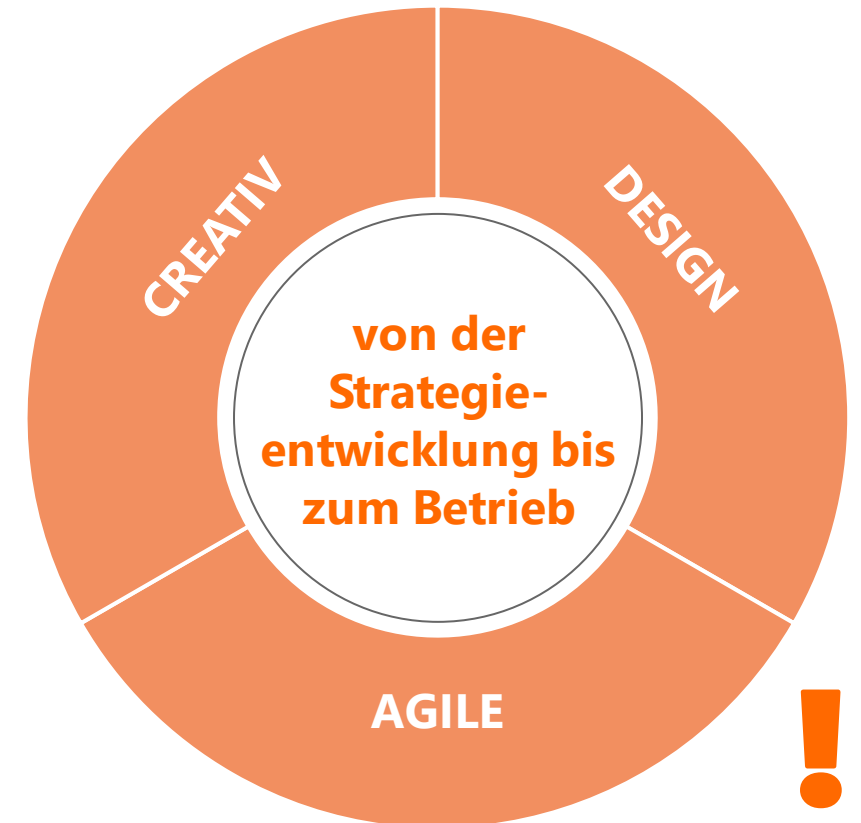 CREATIV
DESIGN
von der
Strategie-
entwicklung bis
zum Betrieb
AGILE
!